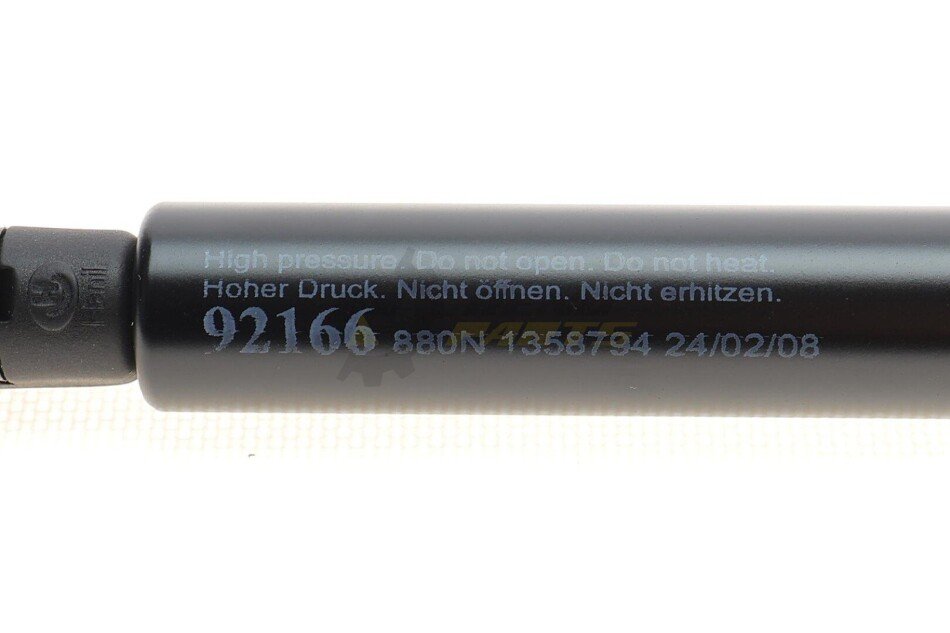 High pressure. Do not open. Do not heat.
Hoher Druck. Nicht öffnen. Nicht erhitzen.
92166 880N 1358794 24/02/08